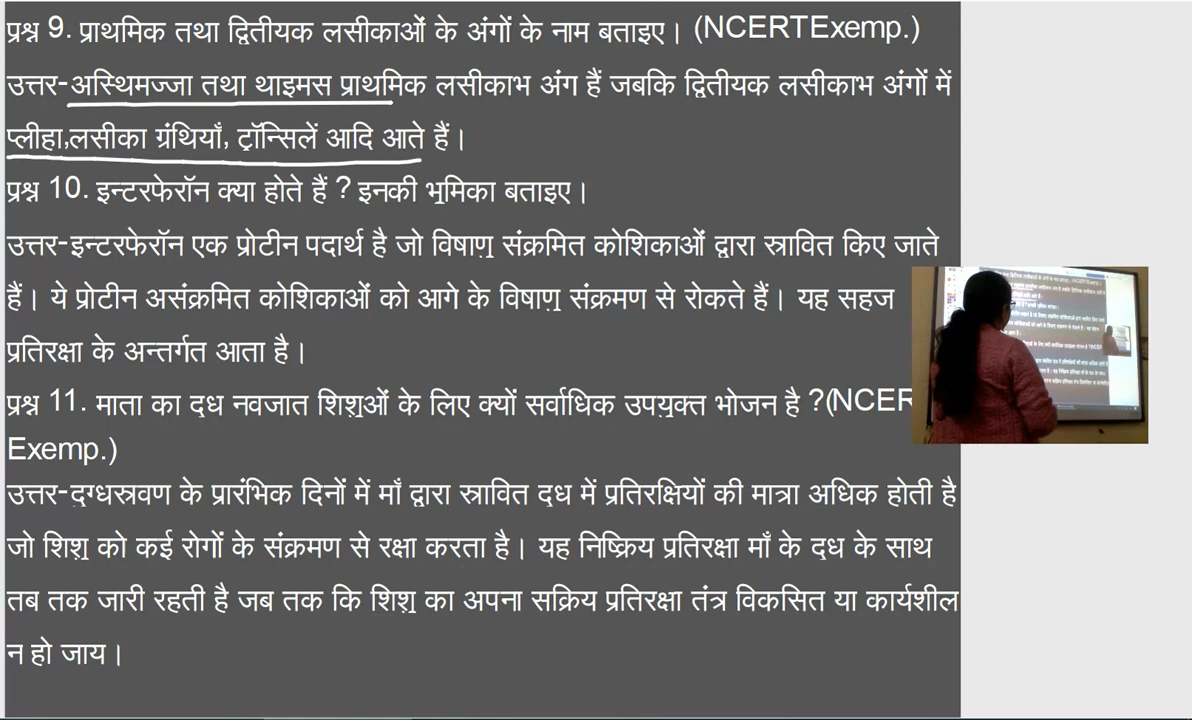 प्रश्न 9. प्राथमिक तथा द्वितीयक लसीकाओं के अंगों के नाम बताइए। (NCERTExemp.)
उत्तर-अस्थिमज्जा तथा थाइमस प्राथमिक लसीकाभ अंग हैं जबकि द्वितीयक लसीकाभ अंगों में
प्लीहा,लसीका ग्रंथियाँ, ट्रॉन्सिलें आदि आते हैं।
प्रश्न 10. इन्टरफेरॉन क्या होते हैं ? इनकी भूमिका बताइए।
उत्तर-इन्टरफेरॉन एक प्रोटीन पदार्थ है जो विषाणु संक्रमित कोशिकाओं द्वारा स्रावित किए जाते
हैं। ये प्रोटीन असंक्रमित कोशिकाओं को आगे के विषाणु संक्रमण से रोकते हैं। यह सहज
प्रतिरक्षा के अन्तर्गत आता है।
प्रश्न 11. माता का दूध नवजात शिशुओं के लिए क्यों सर्वाधिक उपयुक्त भोजन है ?(NCER
Exemp.)
उत्तर-दुग्धस्रवण के प्रारंभिक दिनों में माँ द्वारा स्रावित दूध में प्रतिरक्षियों की मात्रा अधिक होती है
जो शिशु को कई रोगों के संक्रमण से रक्षा करता है। यह निष्क्रिय प्रतिरक्षा माँ के दूध के साथ
तब तक जारी रहती है जब तक कि शिशु का अपना सक्रिय प्रतिरक्षा तंत्र विकसित या कार्यशील
न हो जाय।